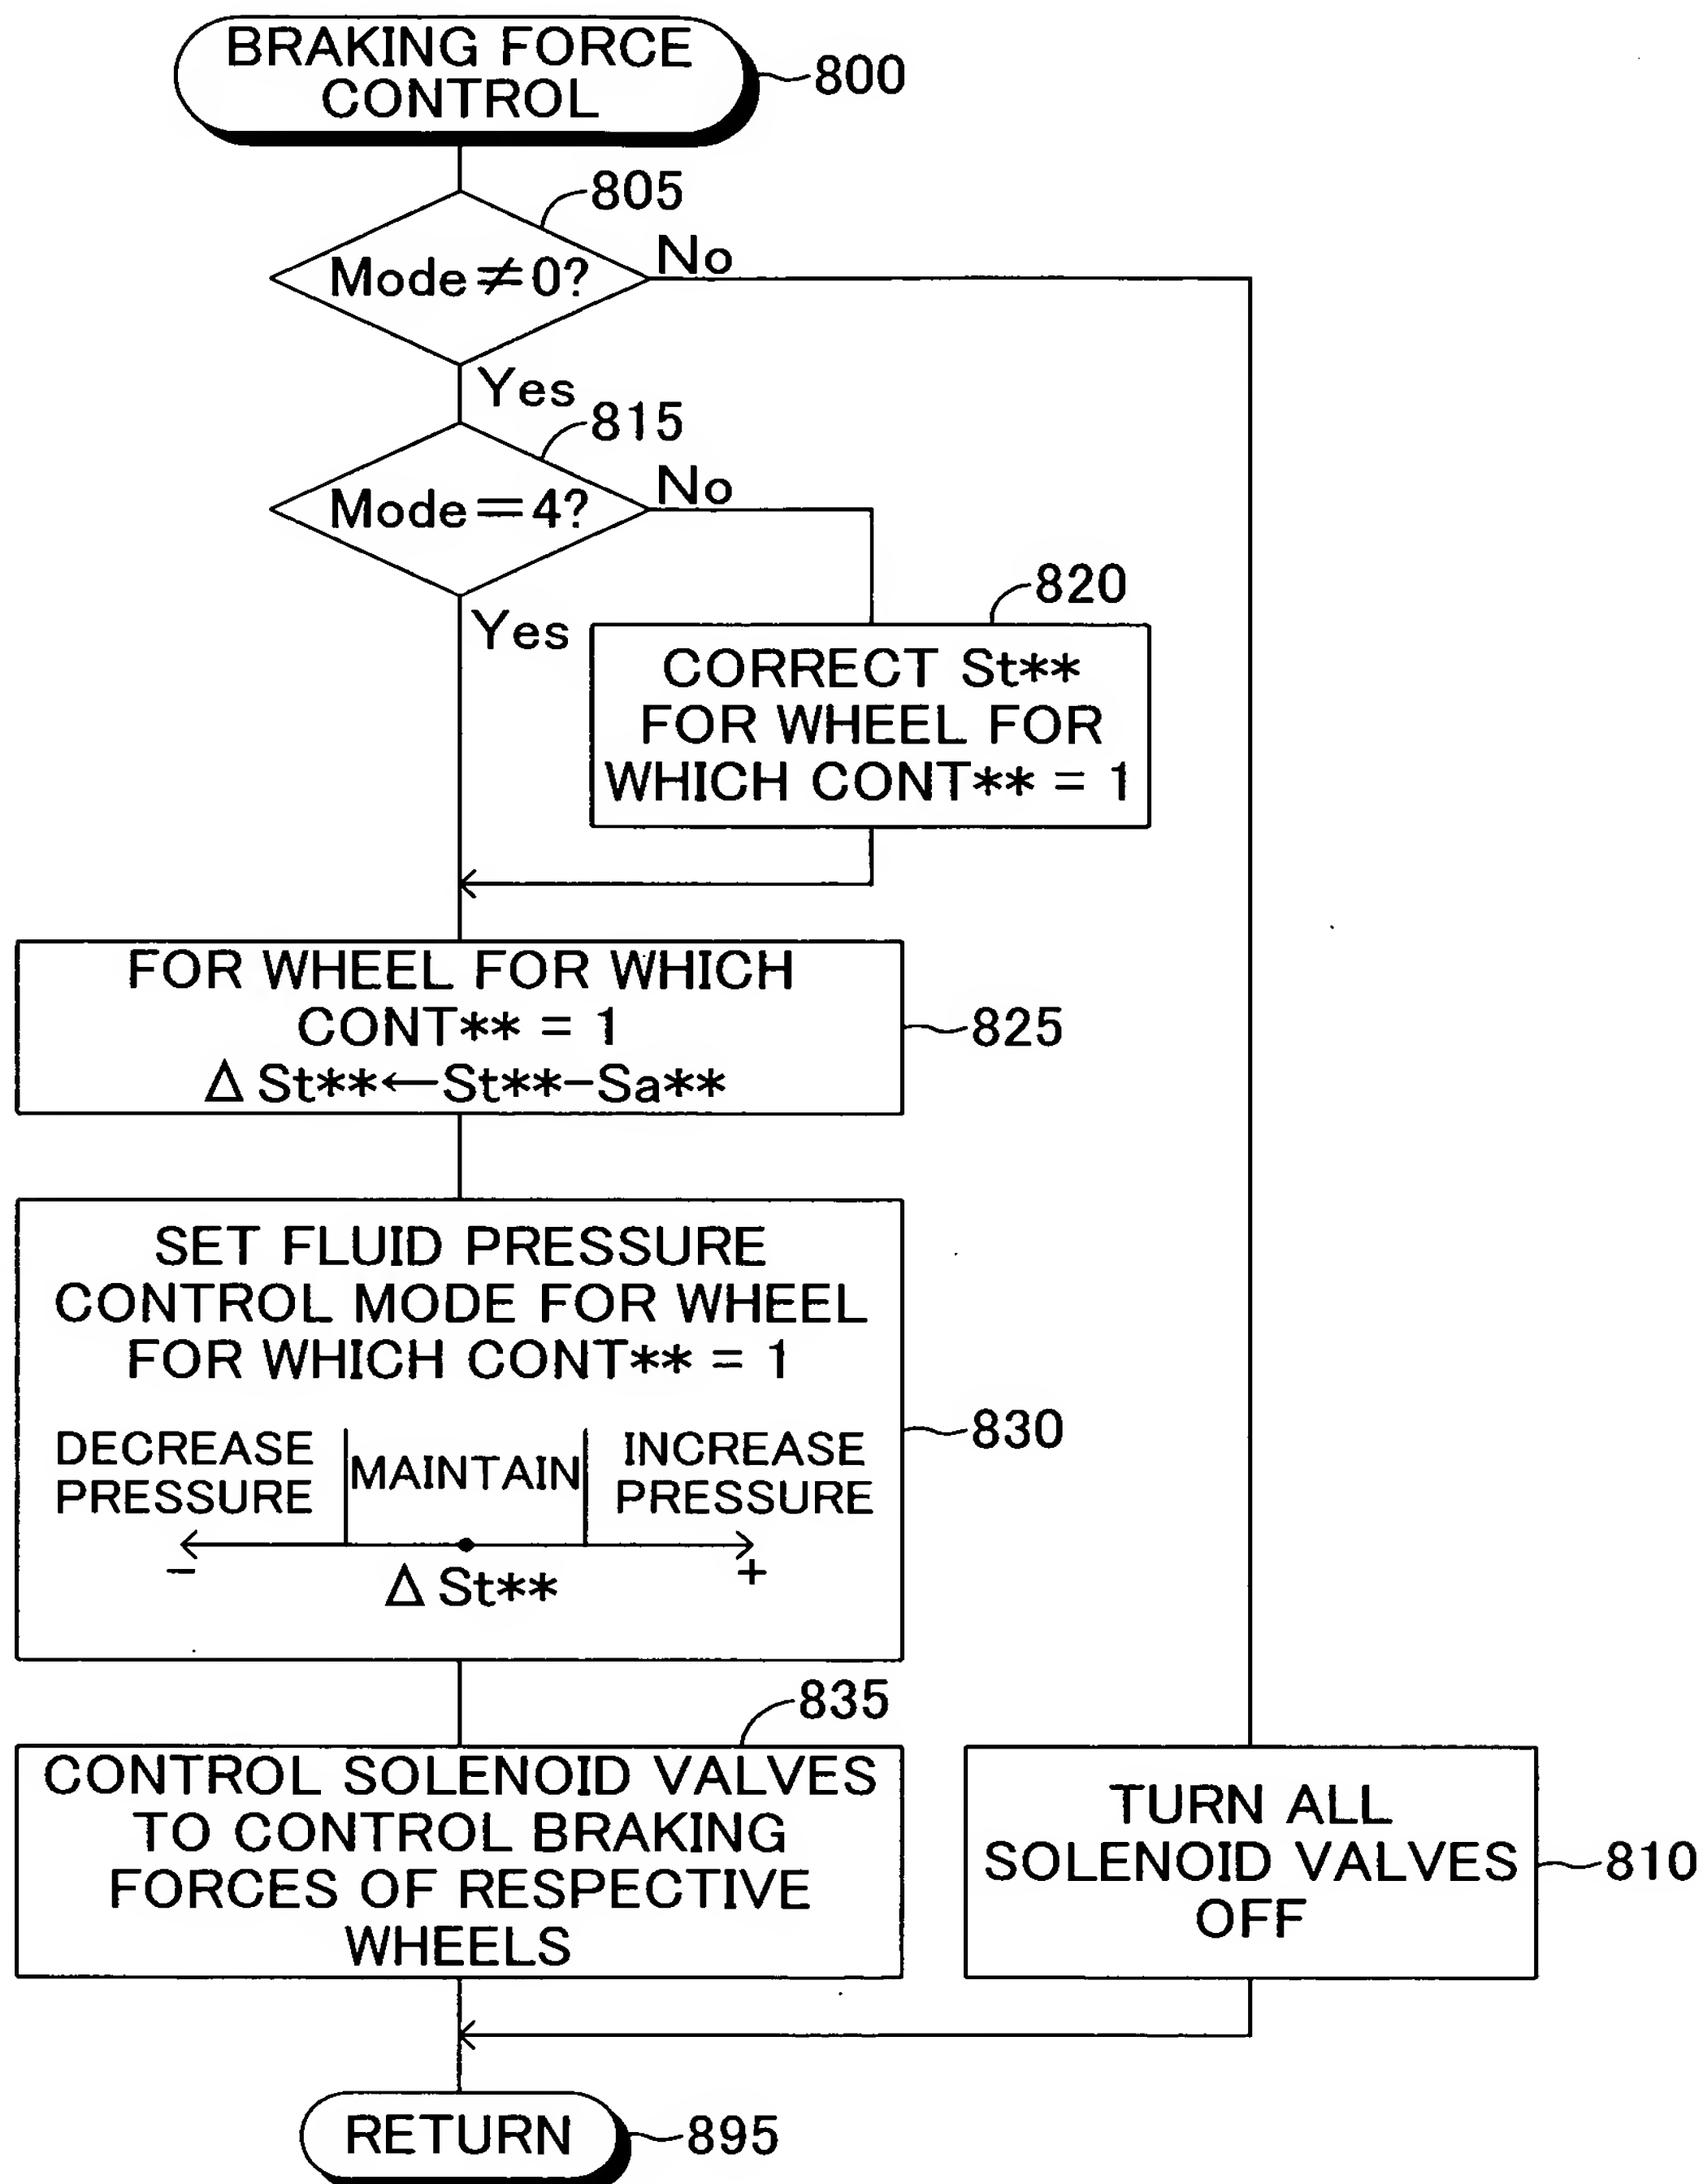 BRAKING FORCE
CONTROL
800
805
Mode≠0?
No
Yes
815
Mode=4?
No
Yes
820
CORRECT St**
FOR WHEEL FOR
WHICH CONT** = 1
FOR WHEEL FOR WHICH
CONT** = 1
Δ St**←St**-Sa**
825
SET FLUID PRESSURE
CONTROL MODE FOR WHEEL
FOR WHICH CONT** = 1
DECREASE
PRESSURE
MAINTAIN
INCREASE
PRESSURE
-
+
Δ St**
830
835
CONTROL SOLENOID VALVES
TO CONTROL BRAKING
FORCES OF RESPECTIVE
WHEELS
TURN ALL
SOLENOID VALVES
OFF
810
RETURN
895